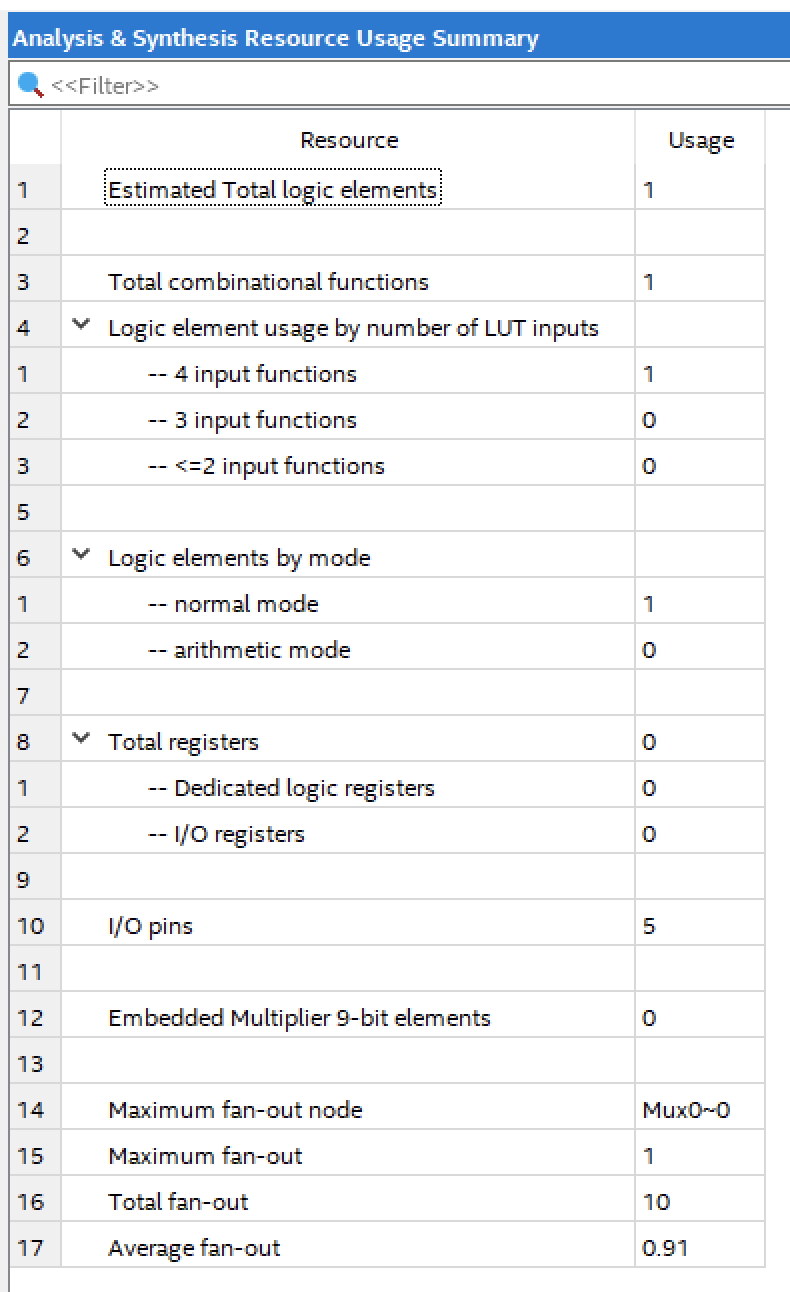 Analysis & Synthesis Resource Usage Summary
<<Filter>>
Resource Usage
1 Estimated Total logic elements 1
2
3 Total combinational functions 1
4 Logic element usage by number of LUT inputs
1 -- 4 input functions 1
2 -- 3 input functions 0
3 -- <=2 input functions 0
5
6 Logic elements by mode
1 -- normal mode 1
2 -- arithmetic mode 0
7
8 Total registers 0
1 -- Dedicated logic registers 0
2 -- I/O registers 0
9
10 I/O pins 5
11
12 Embedded Multiplier 9-bit elements 0
13
14 Maximum fan-out node Mux0~0
15 Maximum fan-out 1
16 Total fan-out 10
17 Average fan-out 0.91